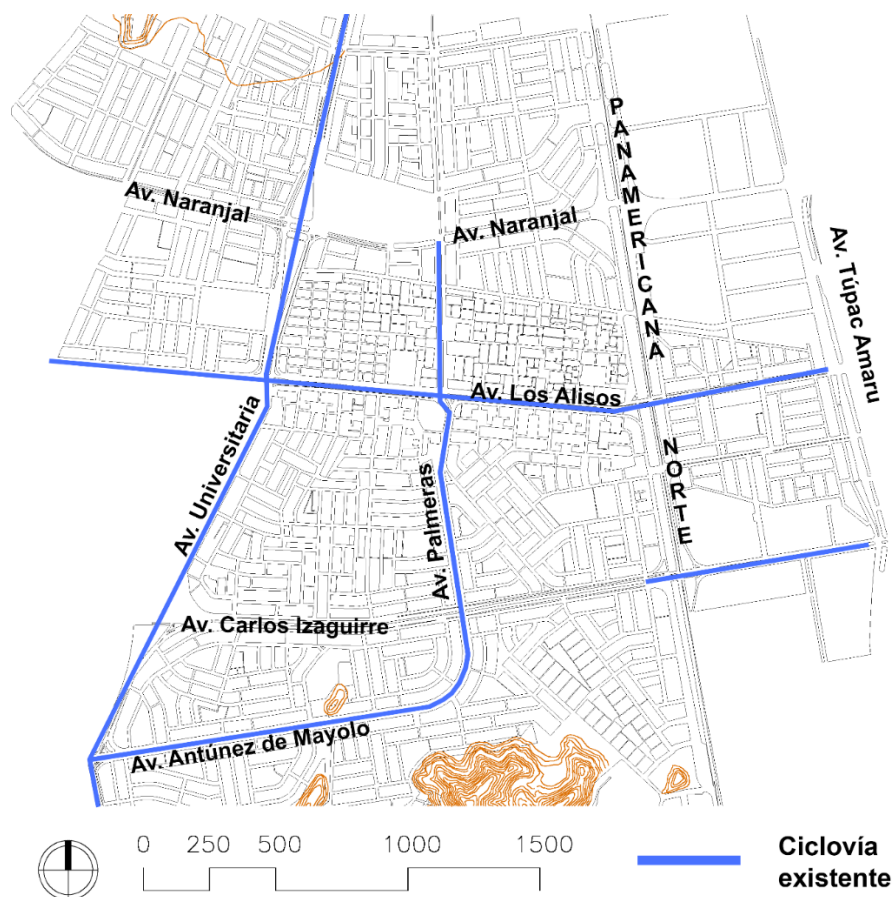 PANAMERICANA
Av. Naranjal
Av. Naranjal
Av. Túpac Amaru
Av. Los Alisos
Av. Universitaria
NORTE
Av. Palmeras
Av. Carlos Izaguirre
Av. Antúnez de Mayolo
0 250 500 1000 1500
Ciclovía
existente